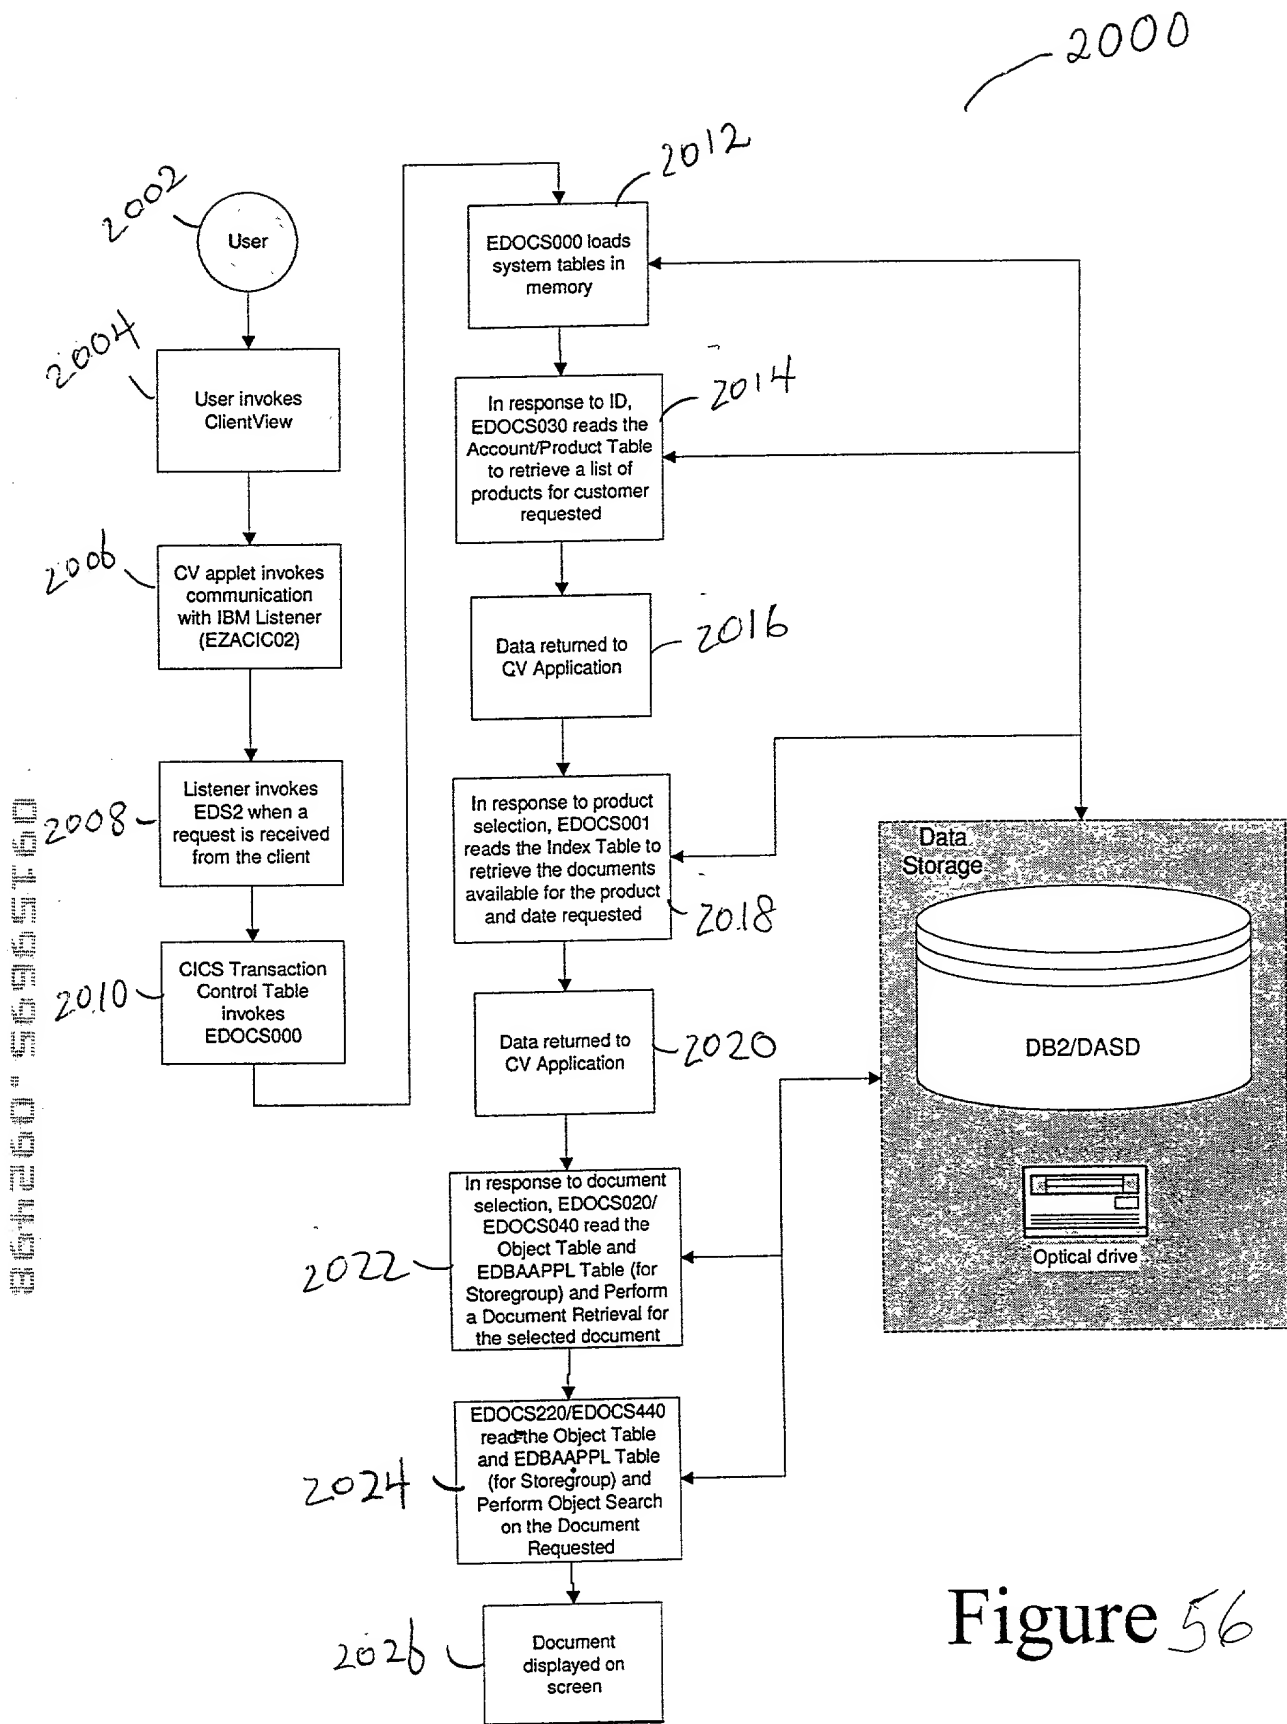 2000
2002
User
2004
User invokes
ClientView
2006
CV applet invokes
communication
with IBM Listener
(EZACIC02)
2008
Listener invokes
EDS2 when a
request is received
from the client
2010
CICS Transaction
Control Table
invokes
EDOCS000
2012
EDOCS000 loads
system tables in
memory
2014
In response to ID,
EDOCS030 reads the
Account/Product Table
to retrieve a list of
products for customer
requested
2016
Data returned to
CV Application
In response to product
selection, EDOCS001
reads the Index Table to
retrieve the documents
available for the product
and date requested
2018
Data returned to
CV Application
2020
In response to document
selection, EDOCS020/
EDOCS040 read the
Object Table and
EDBAAPPL Table (for
Storegroup) and Perform
a Document Retrieval for
the selected document
2022
EDOCS220/EDOCS440
read the Object Table
and EDBAAPPL Table
(for Storegroup) and
Perform Object Search
on the Document
Requested
2024
Document
displayed on
screen
2026
Data
Storage
DB2/DASD
Optical drive
Figure 56